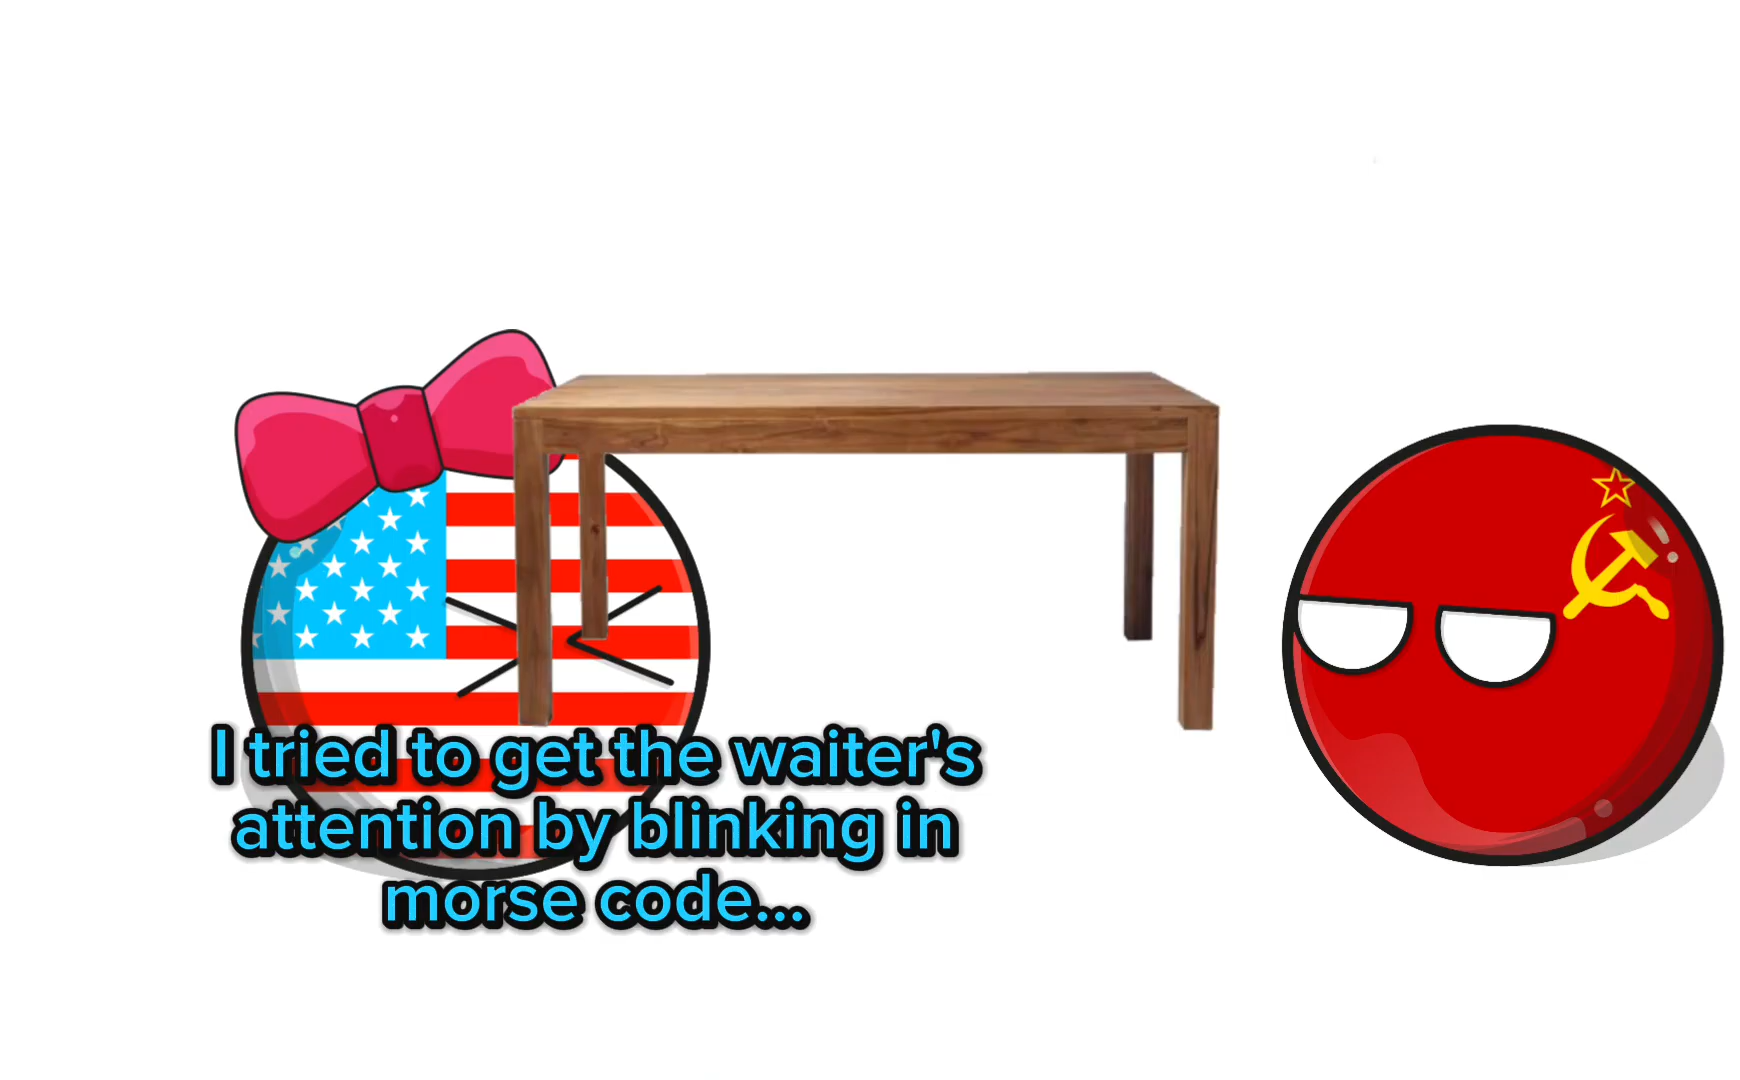 I tried to get the waiter's
attention by blinking in
morse code...